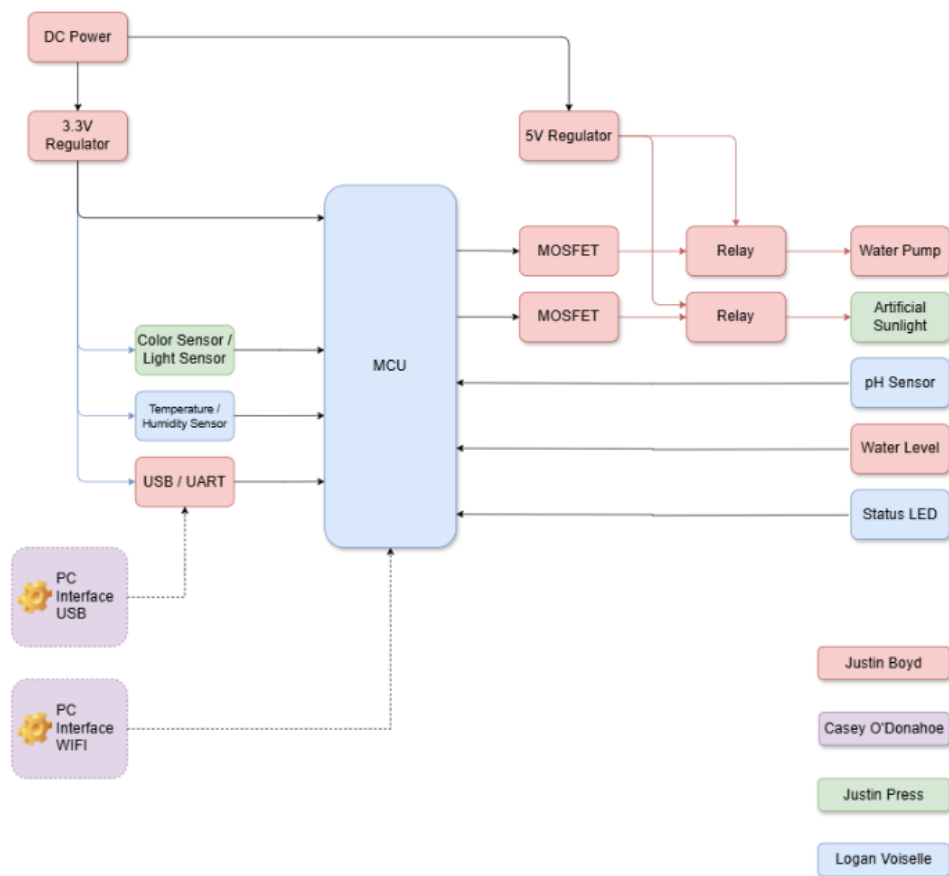 DC Power
3.3V
Regulator
5V Regulator
MOSFET
Relay
Water Pump
MOSFET
Relay
Artificial
Sunlight
Color Sensor /
Light Sensor
MCU
pH Sensor
Temperature /
Humidity Sensor
Water Level
USB / UART
Status LED
PC
Interface
USB
PC
Interface
WIFI
Justin Boyd
Casey O'Donahoe
Justin Press
Logan Voiselle